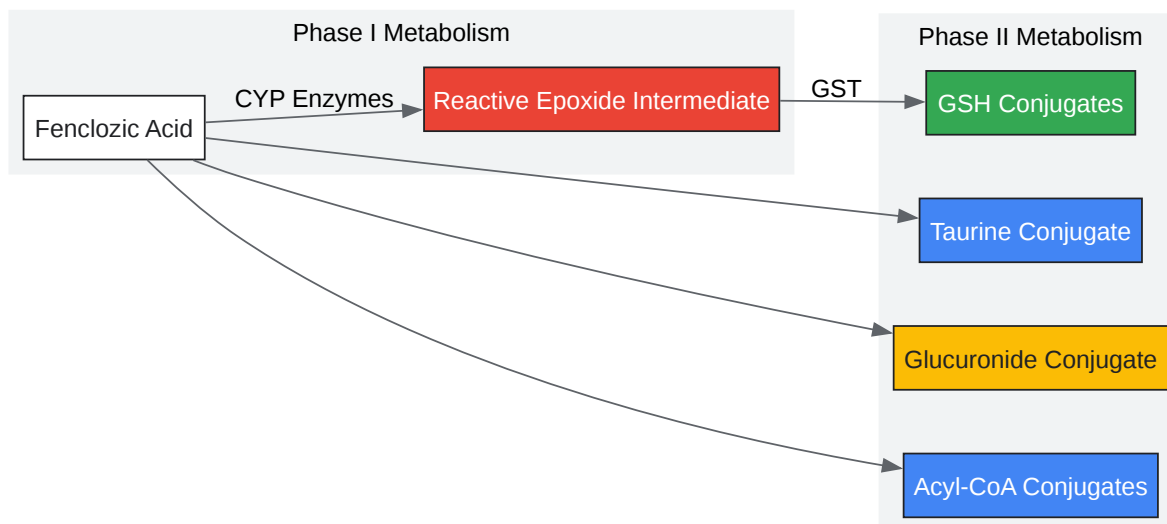 Phase I Metabolism
Phase II Metabolism
Fenclozic Acid
CYP Enzymes
Reactive Epoxide Intermediate
GST
GSH Conjugates
Taurine Conjugate
Glucuronide Conjugate
Acyl-CoA Conjugates